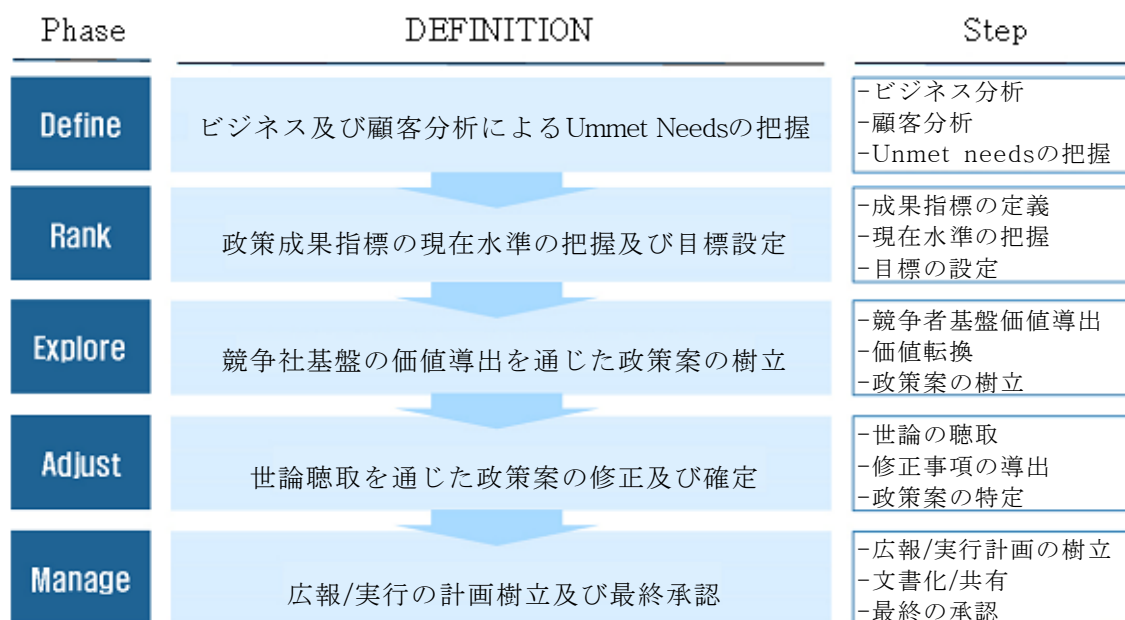 Phase DEFINITION Step
Define
ビジネス及び顧客分析によるUmmet Needsの把握
-ビジネス分析
-顧客分析
-Unmet needsの把握
Rank
政策成果指標の現在水準の把握及び目標設定
-成果指標の定義
-現在水準の把握
-目標の設定
Explore
競争社基盤の価値導出を通じた政策案の樹立
-競争者基盤価値導出
-価値転換
-政策案の樹立
Adjust
世論聴取を通じた政策案の修正及び確定
-世論の聴取
-修正事項の導出
-政策案の特定
Manage
広報/実行の計画樹立及び最終承認
-広報/実行計画の樹立
-文書化/共有
-最終の承認